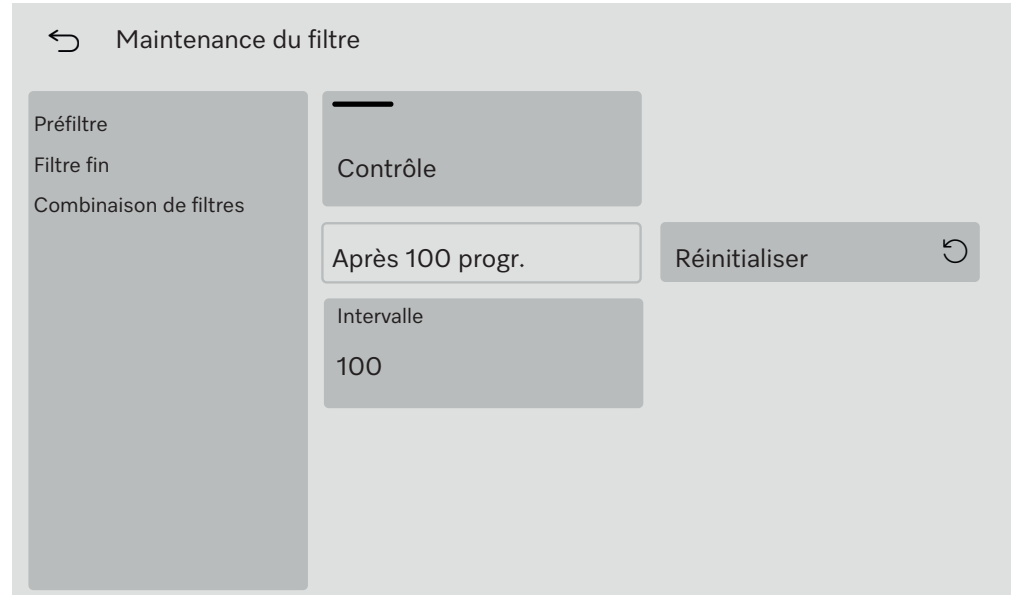 Maintenance du filtre
Préfiltre
Filtre fin
Combinaison de filtres
Contrôle
Après 100 progr.
Réinitialiser
Intervalle
100